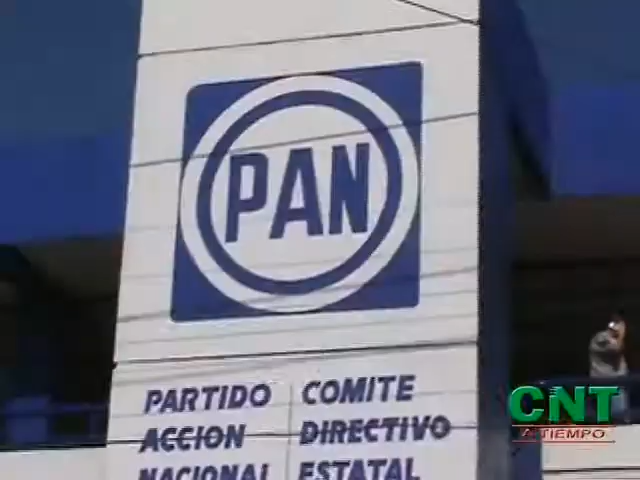 PAN
PARTIDO
ACCION
NACIONAL
COMITE
DIRECTIVO
ESTATAL
CNT
A TIEMPO